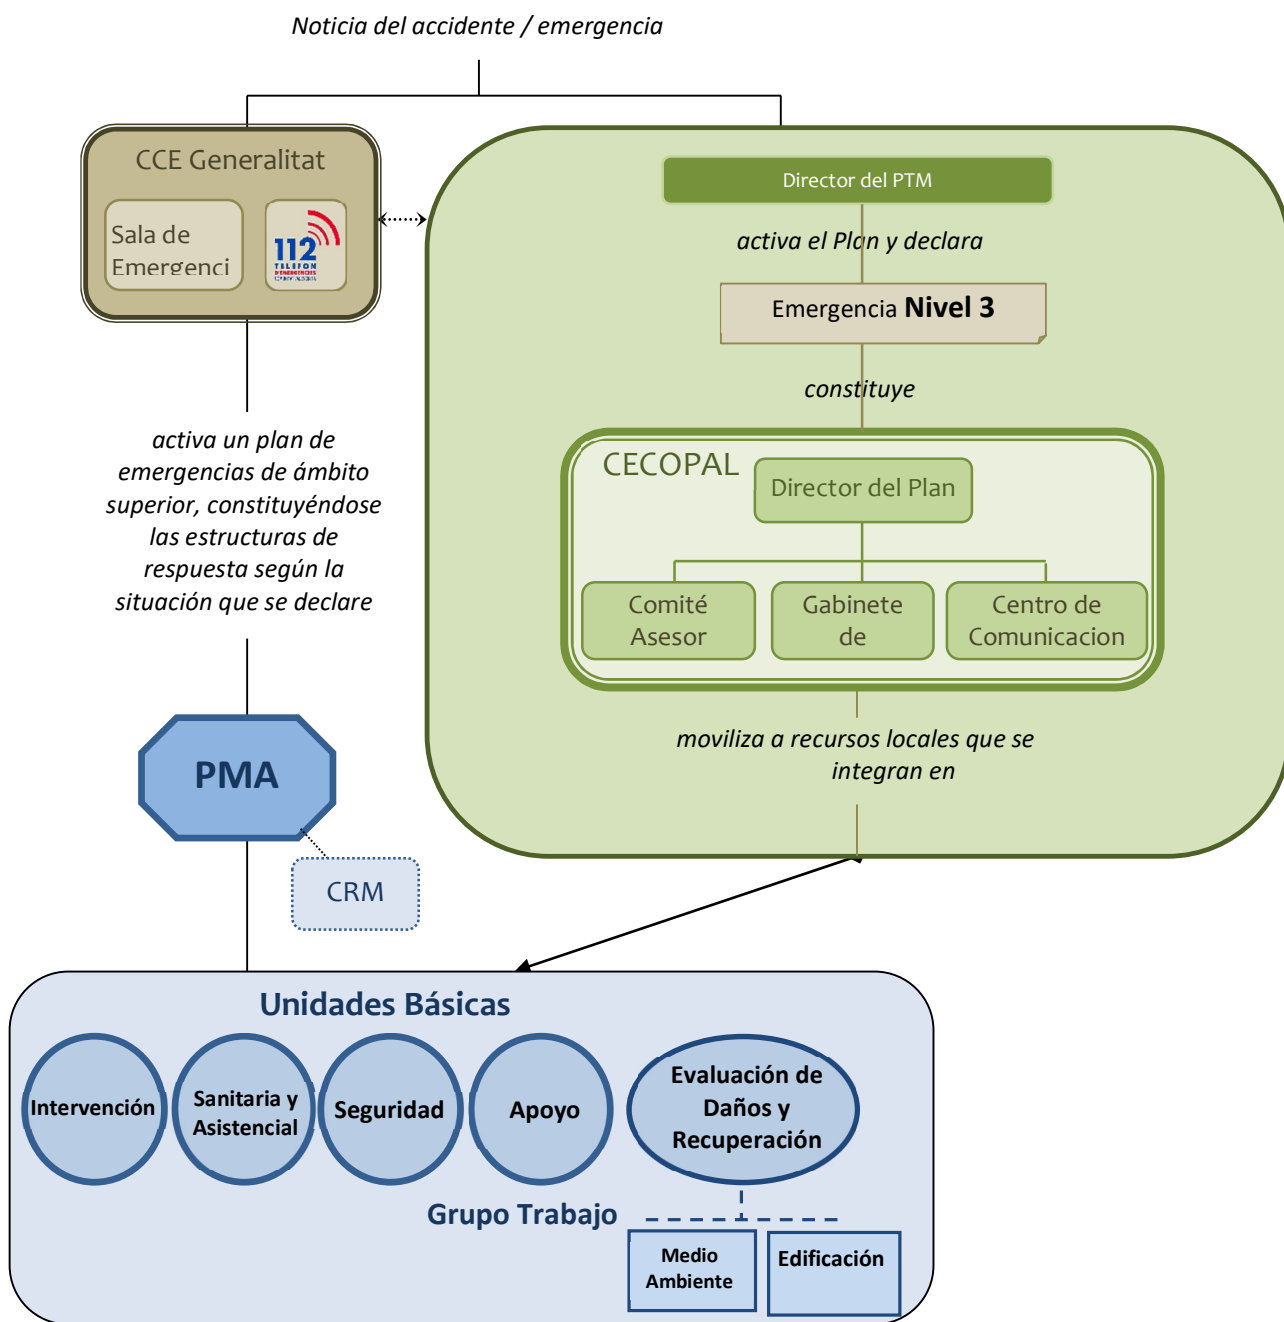 Noticia del accidente / emergencia
CCE Generalitat
Sala de
Emergenci
112
TELÈFON
D'EMERGÈNCIES
Director del PTM
activa el Plan y declara
Emergencia Nivel 3
constituye
CECOPAL
Director del Plan
Comité
Asesor
Gabinete
de
Centro de
Comunicacion
moviliza a recursos locales que se
integran en
activa un plan de
emergencias de ámbito
superior, constituyéndose
las estructuras de
respuesta según la
situación que se declare
PMA
CRM
Unidades Básicas
Intervención
Sanitaria y
Asistencial
Seguridad
Apoyo
Evaluación de
Daños y
Recuperación
Grupo Trabajo
Medio
Ambiente
Edificación